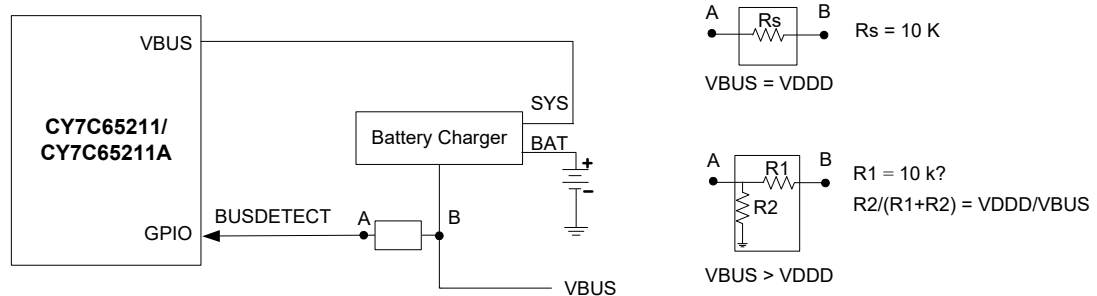 VBUS
CY7C65211/
CY7C65211A
SYS
Battery Charger
BAT
+
-
BUSDETECT
A
B
GPIO
VBUS
A
B
Rs
Rs = 10 K
VBUS = VDDD
A
B
R1
R2
R1 = 10 k?
R2/(R1+R2) = VDDD/VBUS
VBUS > VDDD